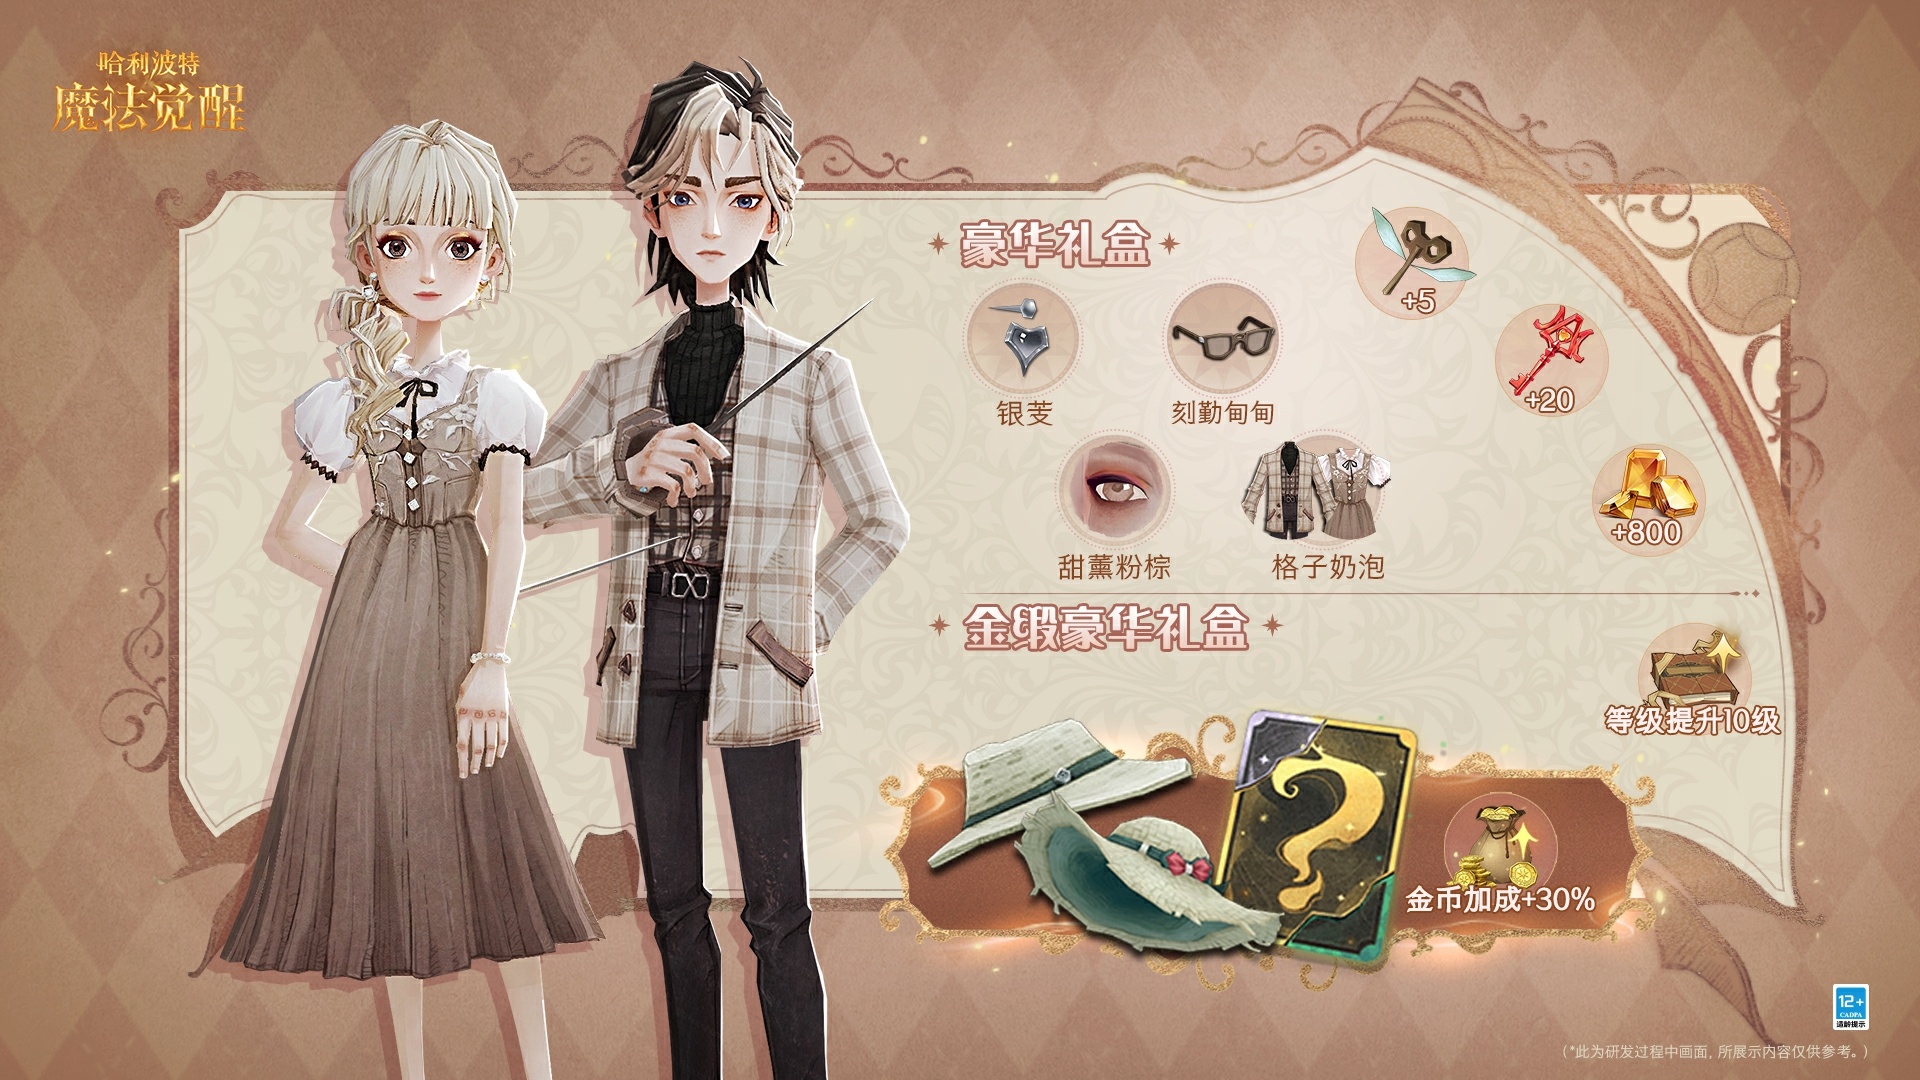 哈利波特
魔法觉醒
豪华礼盒
银芰
刻勤甸甸
甜薰粉棕
格子奶泡
+5
+20
+800
金缎豪华礼盒
等级提升10级
金币加成+30%
12+
CADPA
适龄提示
（*此为研发过程中画面，所展示内容仅供参考。）